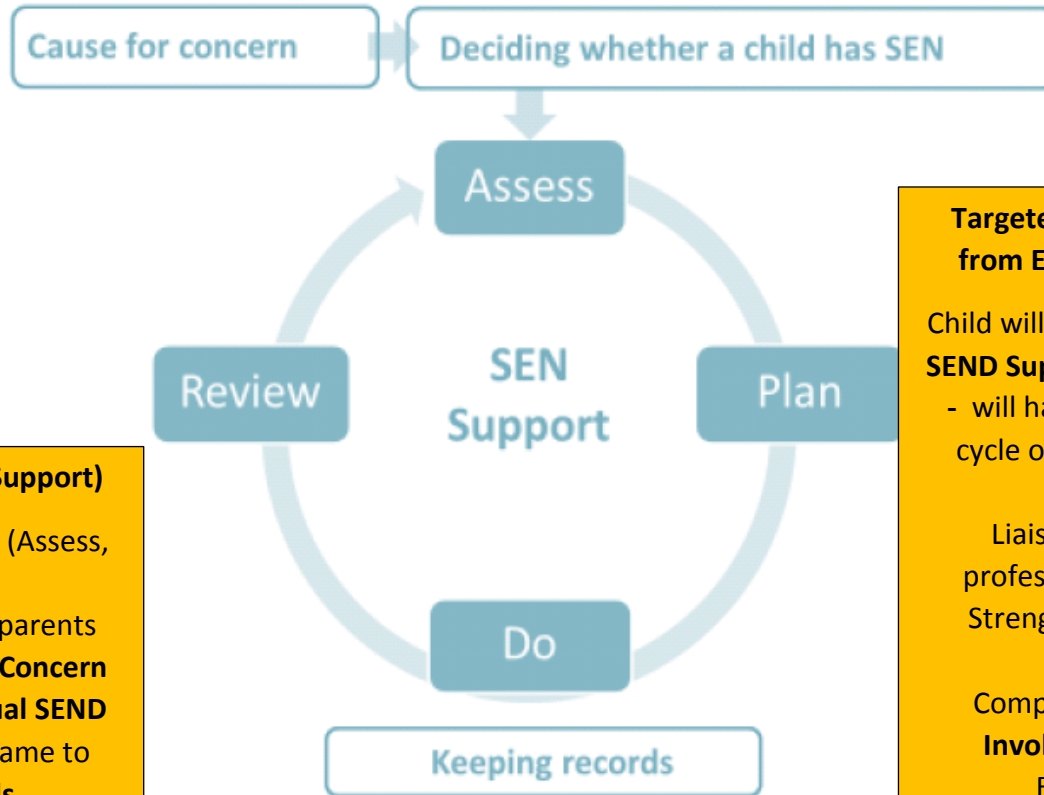 Cause for concern
Deciding whether a child has SEN
Assess
Review
SEN
Support
Plan
Do
Keeping records
Support)
(Assess,
parents
Concern
ual SEND
ame to
from E
Child will
SEND Sup
- will ha
cycle o
Liais
profes
Streng
Comp
Invol